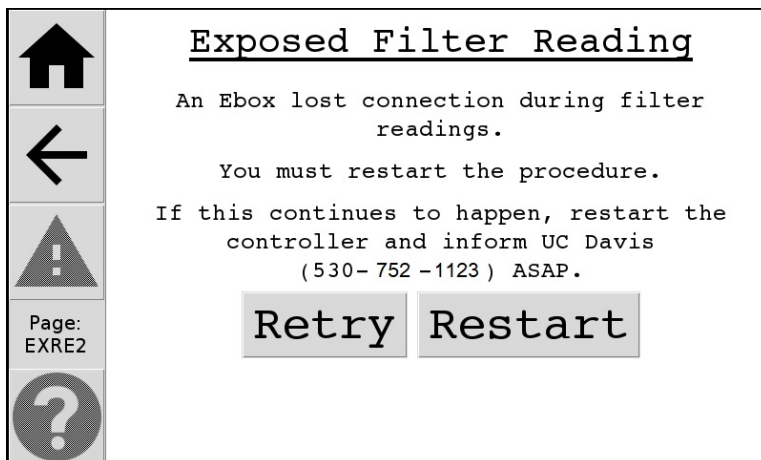 Exposed Filter Reading
An Ebox lost connection during filter
readings.
You must restart the procedure.
If this continues to happen, restart the
controller and inform UC Davis
(530-752-1123) ASAP.
Retry Restart
Page:
EXRE2